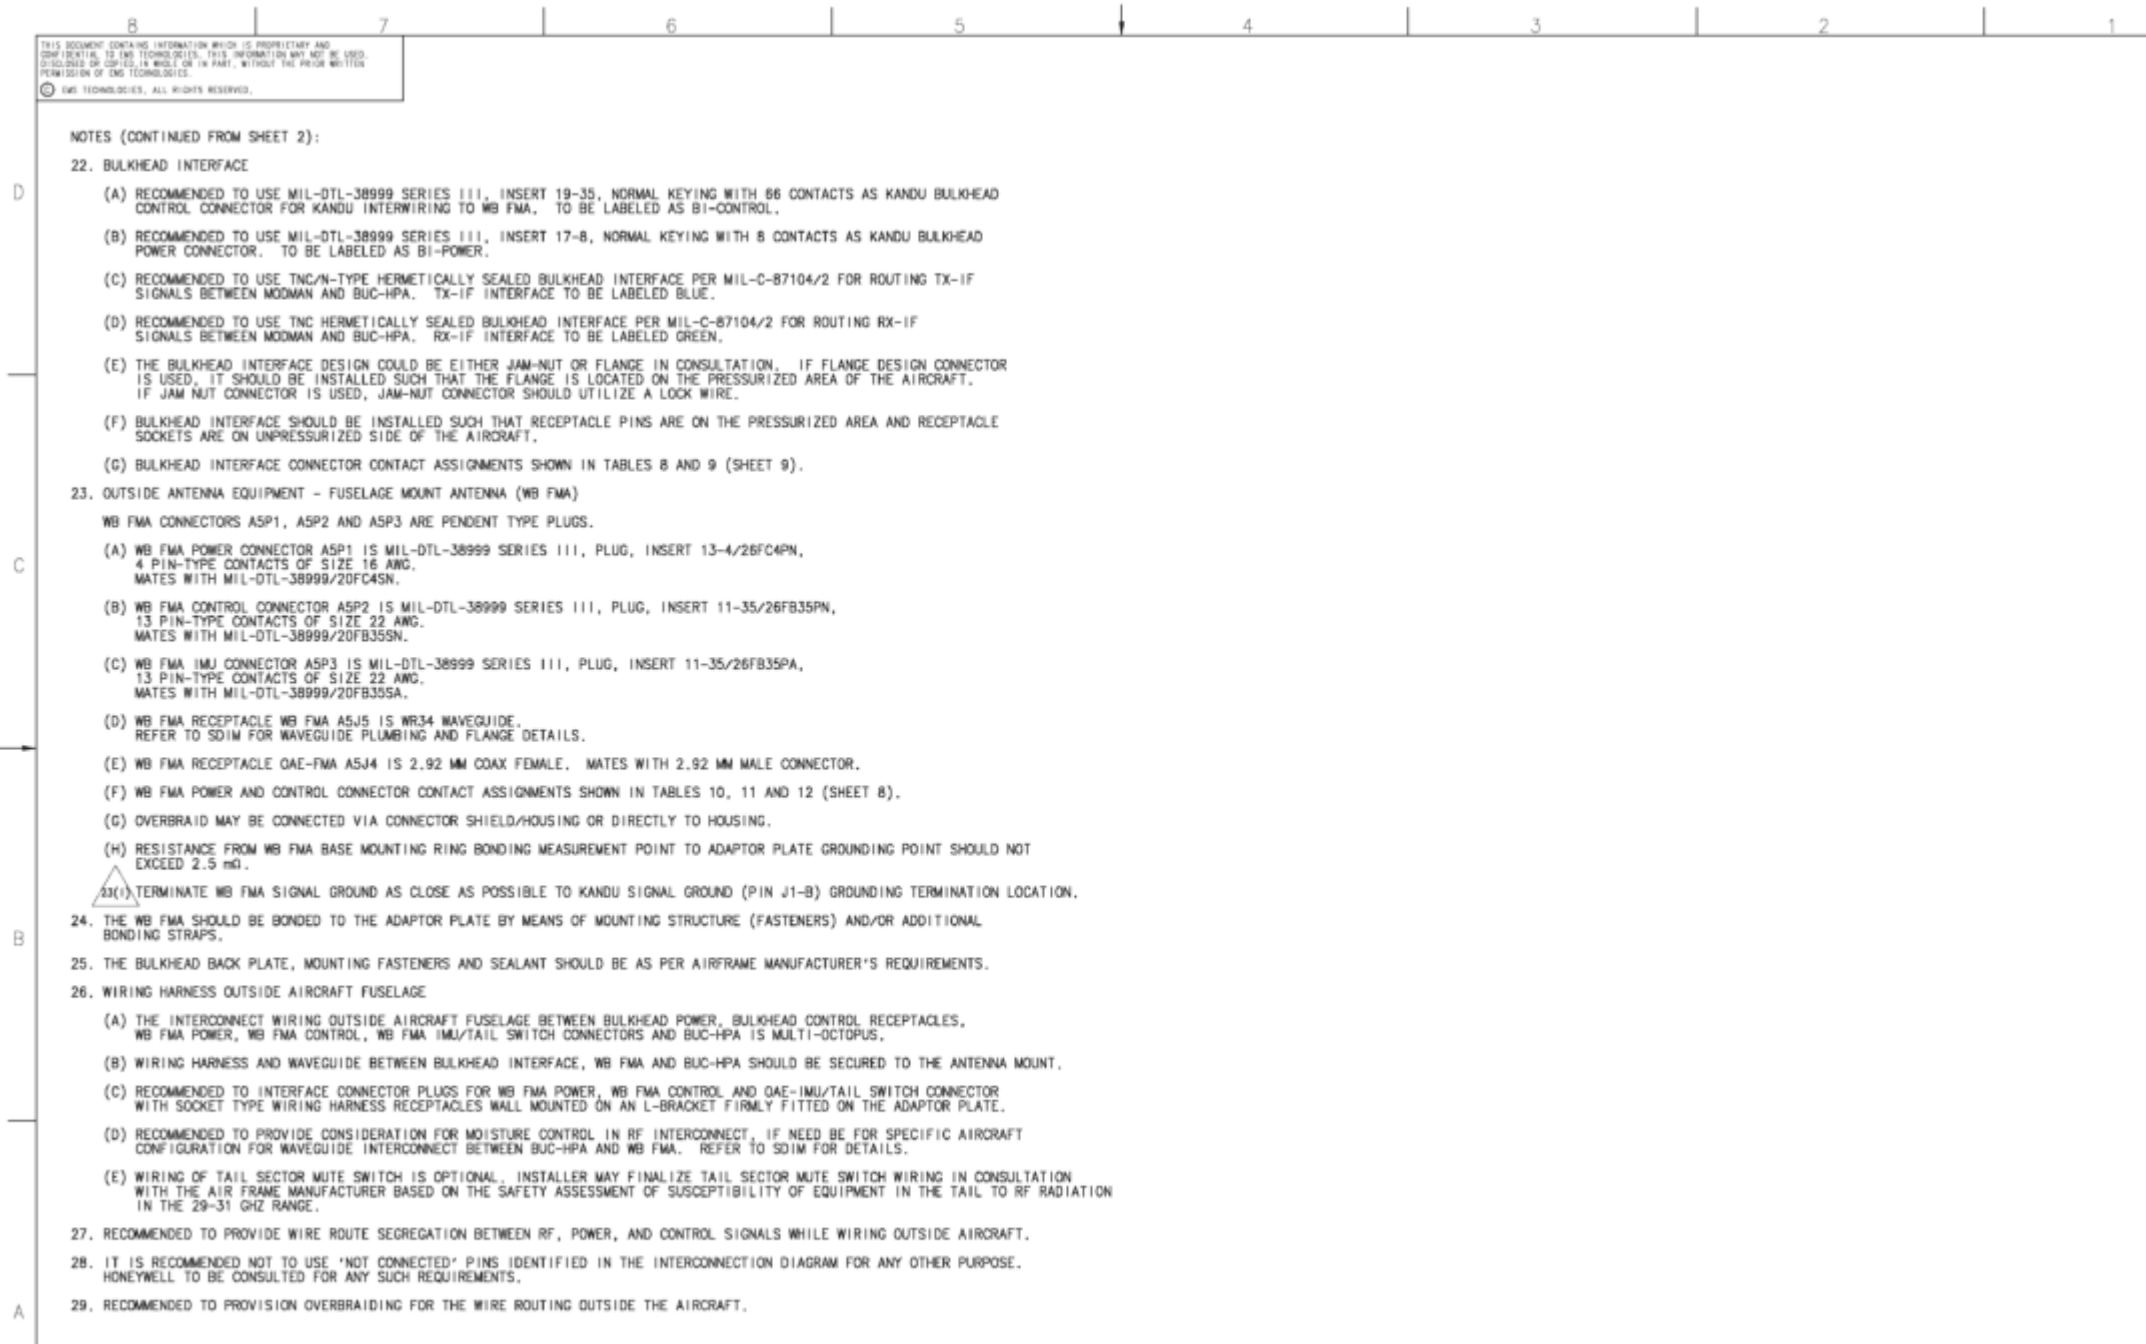 8 7 6 5 4 3 2 1
THIS DOCUMENT CONTAINS INFORMATION WHICH IS PROPRIETARY AND
CONFIDENTIAL TO EMS TECHNOLOGIES. THIS INFORMATION MAY NOT BE USED,
DISCLOSED OR COPIED, IN WHOLE OR IN PART, WITHOUT THE PRIOR WRITTEN
PERMISSION OF EMS TECHNOLOGIES.
© EMS TECHNOLOGIES, ALL RIGHTS RESERVED.
NOTES (CONTINUED FROM SHEET 2):
22. BULKHEAD INTERFACE
D
(A) RECOMMENDED TO USE MIL-DTL-38999 SERIES III, INSERT 19-35, NORMAL KEYING WITH 66 CONTACTS AS KANDU BULKHEAD
CONTROL CONNECTOR FOR KANDU INTERWIRING TO WB FMA. TO BE LABELED AS BI-CONTROL.
(B) RECOMMENDED TO USE MIL-DTL-38999 SERIES III, INSERT 17-8, NORMAL KEYING WITH 8 CONTACTS AS KANDU BULKHEAD
POWER CONNECTOR. TO BE LABELED AS BI-POWER.
(C) RECOMMENDED TO USE TNC/N-TYPE HERMETICALLY SEALED BULKHEAD INTERFACE PER MIL-C-87104/2 FOR ROUTING TX-IF
SIGNALS BETWEEN MODMAN AND BUC-HPA. TX-IF INTERFACE TO BE LABELED BLUE.
(D) RECOMMENDED TO USE TNC HERMETICALLY SEALED BULKHEAD INTERFACE PER MIL-C-87104/2 FOR ROUTING RX-IF
SIGNALS BETWEEN MODMAN AND BUC-HPA. RX-IF INTERFACE TO BE LABELED GREEN.
(E) THE BULKHEAD INTERFACE DESIGN COULD BE EITHER JAM-NUT OR FLANGE IN CONSULTATION. IF FLANGE DESIGN CONNECTOR
IS USED, IT SHOULD BE INSTALLED SUCH THAT THE FLANGE IS LOCATED ON THE PRESSURIZED AREA OF THE AIRCRAFT.
IF JAM NUT CONNECTOR IS USED, JAM-NUT CONNECTOR SHOULD UTILIZE A LOCK WIRE.
(F) BULKHEAD INTERFACE SHOULD BE INSTALLED SUCH THAT RECEPTACLE PINS ARE ON THE PRESSURIZED AREA AND RECEPTACLE
SOCKETS ARE ON UNPRESSURIZED SIDE OF THE AIRCRAFT.
(G) BULKHEAD INTERFACE CONNECTOR CONTACT ASSIGNMENTS SHOWN IN TABLES 8 AND 9 (SHEET 9).
23. OUTSIDE ANTENNA EQUIPMENT - FUSELAGE MOUNT ANTENNA (WB FMA)
WB FMA CONNECTORS A5P1, A5P2 AND A5P3 ARE PENDENT TYPE PLUGS.
C
(A) WB FMA POWER CONNECTOR A5P1 IS MIL-DTL-38999 SERIES III, PLUG, INSERT 13-4/26FC4PN,
4 PIN-TYPE CONTACTS OF SIZE 16 AWG.
MATES WITH MIL-DTL-38999/20FC4SN.
(B) WB FMA CONTROL CONNECTOR A5P2 IS MIL-DTL-38999 SERIES III, PLUG, INSERT 11-35/26FB35PN,
13 PIN-TYPE CONTACTS OF SIZE 22 AWG.
MATES WITH MIL-DTL-38999/20FB35SN.
(C) WB FMA IMU CONNECTOR A5P3 IS MIL-DTL-38999 SERIES III, PLUG, INSERT 11-35/26FB35PA,
13 PIN-TYPE CONTACTS OF SIZE 22 AWG.
MATES WITH MIL-DTL-38999/20FB35SA.
(D) WB FMA RECEPTACLE WB FMA A5J5 IS WR34 WAVEGUIDE.
REFER TO SDIM FOR WAVEGUIDE PLUMBING AND FLANGE DETAILS.
(E) WB FMA RECEPTACLE OAE-FMA A5J4 IS 2.92 MM COAX FEMALE. MATES WITH 2.92 MM MALE CONNECTOR.
(F) WB FMA POWER AND CONTROL CONNECTOR CONTACT ASSIGNMENTS SHOWN IN TABLES 10, 11 AND 12 (SHEET 8).
(G) OVERBRAID MAY BE CONNECTED VIA CONNECTOR SHIELD/HOUSING OR DIRECTLY TO HOUSING.
(H) RESISTANCE FROM WB FMA BASE MOUNTING RING BONDING MEASUREMENT POINT TO ADAPTOR PLATE GROUNDING POINT SHOULD NOT
EXCEED 2.5 mΩ.
23(I) TERMINATE WB FMA SIGNAL GROUND AS CLOSE AS POSSIBLE TO KANDU SIGNAL GROUND (PIN J1-B) GROUNDING TERMINATION LOCATION.
B
24. THE WB FMA SHOULD BE BONDED TO THE ADAPTOR PLATE BY MEANS OF MOUNTING STRUCTURE (FASTENERS) AND/OR ADDITIONAL
BONDING STRAPS.
25. THE BULKHEAD BACK PLATE, MOUNTING FASTENERS AND SEALANT SHOULD BE AS PER AIRFRAME MANUFACTURER'S REQUIREMENTS.
26. WIRING HARNESS OUTSIDE AIRCRAFT FUSELAGE
(A) THE INTERCONNECT WIRING OUTSIDE AIRCRAFT FUSELAGE BETWEEN BULKHEAD POWER, BULKHEAD CONTROL RECEPTACLES,
WB FMA POWER, WB FMA CONTROL, WB FMA IMU/TAIL SWITCH CONNECTORS AND BUC-HPA IS MULTI-OCTOPUS.
(B) WIRING HARNESS AND WAVEGUIDE BETWEEN BULKHEAD INTERFACE, WB FMA AND BUC-HPA SHOULD BE SECURED TO THE ANTENNA MOUNT.
(C) RECOMMENDED TO INTERFACE CONNECTOR PLUGS FOR WB FMA POWER, WB FMA CONTROL AND OAE-IMU/TAIL SWITCH CONNECTOR
WITH SOCKET TYPE WIRING HARNESS RECEPTACLES WALL MOUNTED ON AN L-BRACKET FIRMLY FITTED ON THE ADAPTOR PLATE.
(D) RECOMMENDED TO PROVIDE CONSIDERATION FOR MOISTURE CONTROL IN RF INTERCONNECT, IF NEED BE FOR SPECIFIC AIRCRAFT
CONFIGURATION FOR WAVEGUIDE INTERCONNECT BETWEEN BUC-HPA AND WB FMA. REFER TO SDIM FOR DETAILS.
(E) WIRING OF TAIL SECTOR MUTE SWITCH IS OPTIONAL. INSTALLER MAY FINALIZE TAIL SECTOR MUTE SWITCH WIRING IN CONSULTATION
WITH THE AIR FRAME MANUFACTURER BASED ON THE SAFETY ASSESSMENT OF SUSCEPTIBILITY OF EQUIPMENT IN THE TAIL TO RF RADIATION
IN THE 29-31 GHZ RANGE.
27. RECOMMENDED TO PROVIDE WIRE ROUTE SEGREGATION BETWEEN RF, POWER, AND CONTROL SIGNALS WHILE WIRING OUTSIDE AIRCRAFT.
28. IT IS RECOMMENDED NOT TO USE 'NOT CONNECTED' PINS IDENTIFIED IN THE INTERCONNECTION DIAGRAM FOR ANY OTHER PURPOSE.
HONEYWELL TO BE CONSULTED FOR ANY SUCH REQUIREMENTS.
A
29. RECOMMENDED TO PROVISION OVERBRAIDING FOR THE WIRE ROUTING OUTSIDE THE AIRCRAFT.